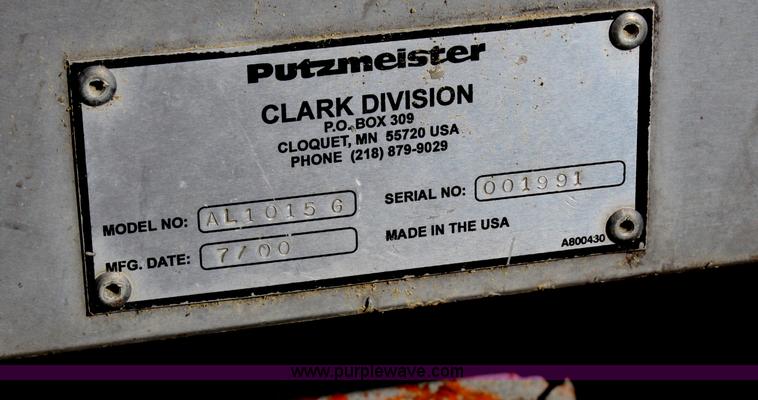 Putzmeister
CLARK DIVISION
P.O. BOX 309
CLOQUET, MN 55720 USA
PHONE (218) 879-9029
MODEL NO: AL1015 G
SERIAL NO: 001991
MFG. DATE: 7/00
MADE IN THE USA
A800430
www.purplewave.com